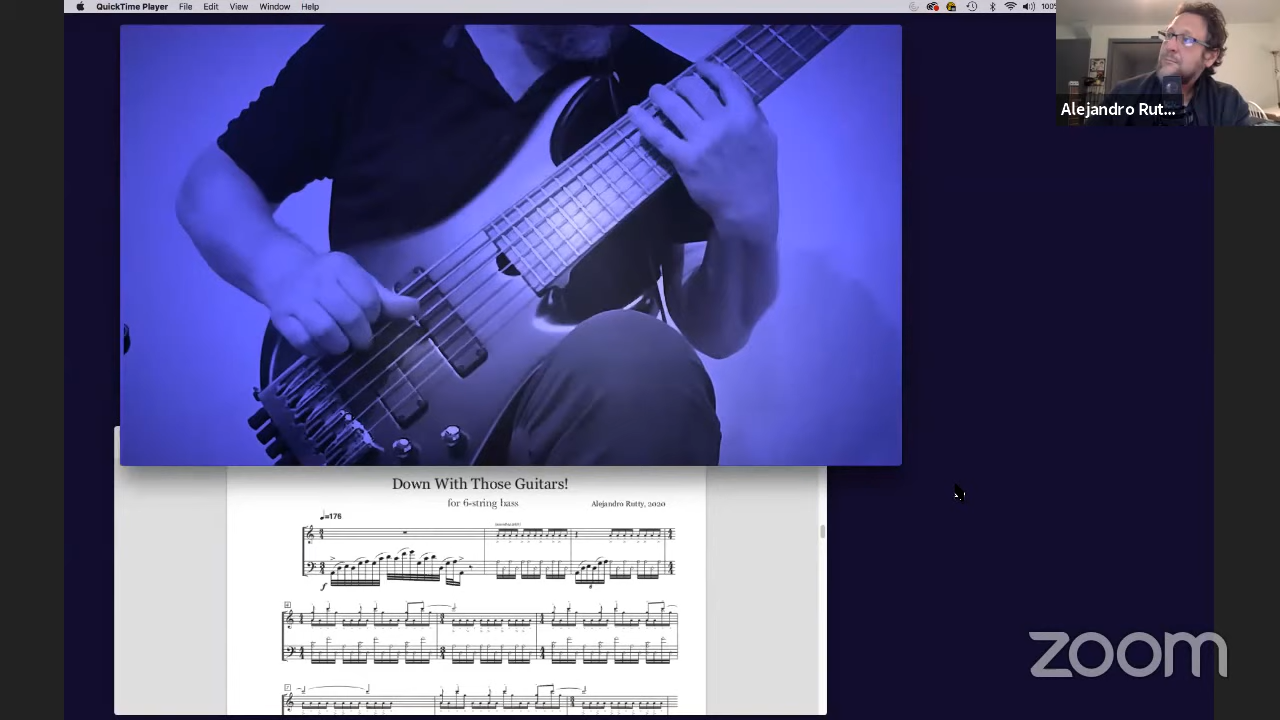 QuickTime Player File Edit View Window Help 100%
Alejandro Rut...
Down With Those Guitars!
for 6-string bass
Alejandro Rutty, 2020
♩=176
zoom